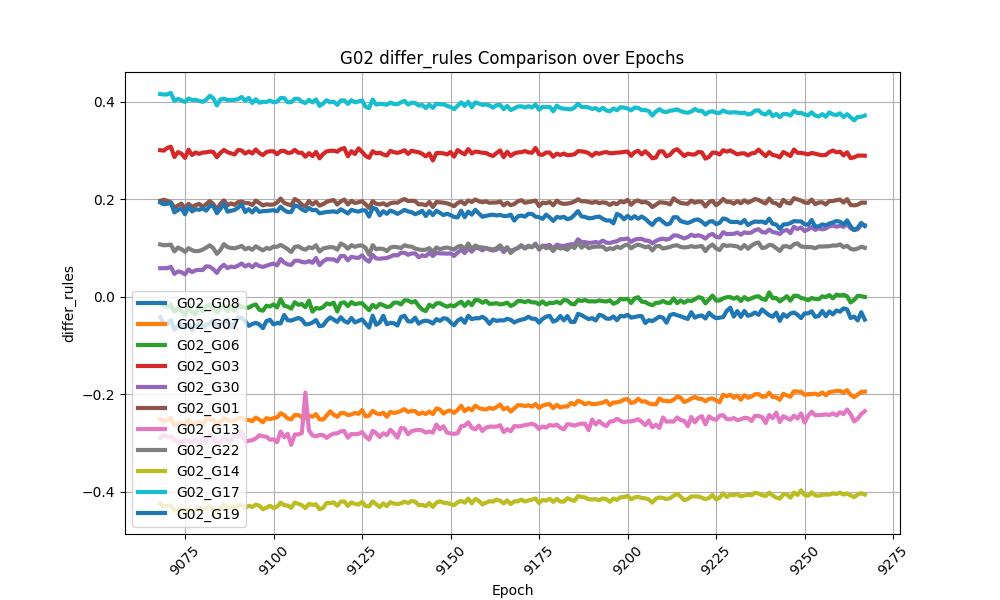 G02 differ_rules Comparison over Epochs
differ_rules
0.4
0.2
0.0
−0.2
−0.4
G02_G08
G02_G07
G02_G06
G02_G03
G02_G30
G02_G01
G02_G13
G02_G22
G02_G14
G02_G17
G02_G19
9075
9100
9125
9150
9175
9200
9225
9250
9275
Epoch